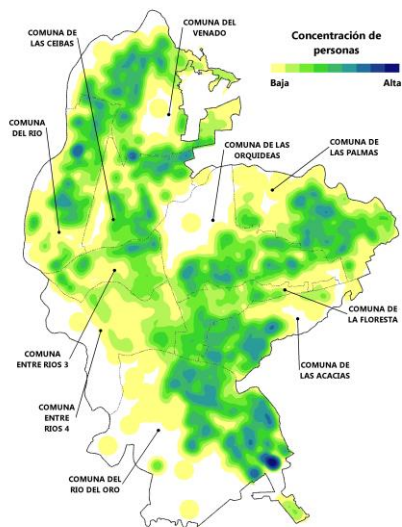 COMUNA DEL
VENADO
COMUNA DE
LAS CEIBAS
Concentración de
personas
Baja
Alta
COMUNA
DEL RIO
COMUNA DE LAS
ORQUIDEAS
COMUNA DE
LAS PALMAS
COMUNA DE
LA FLORESTA
COMUNA DE
LAS ACACIAS
COMUNA
ENTRE RIOS 3
COMUNA
ENTRE
RIOS 4
COMUNA DEL
RIO DEL ORO